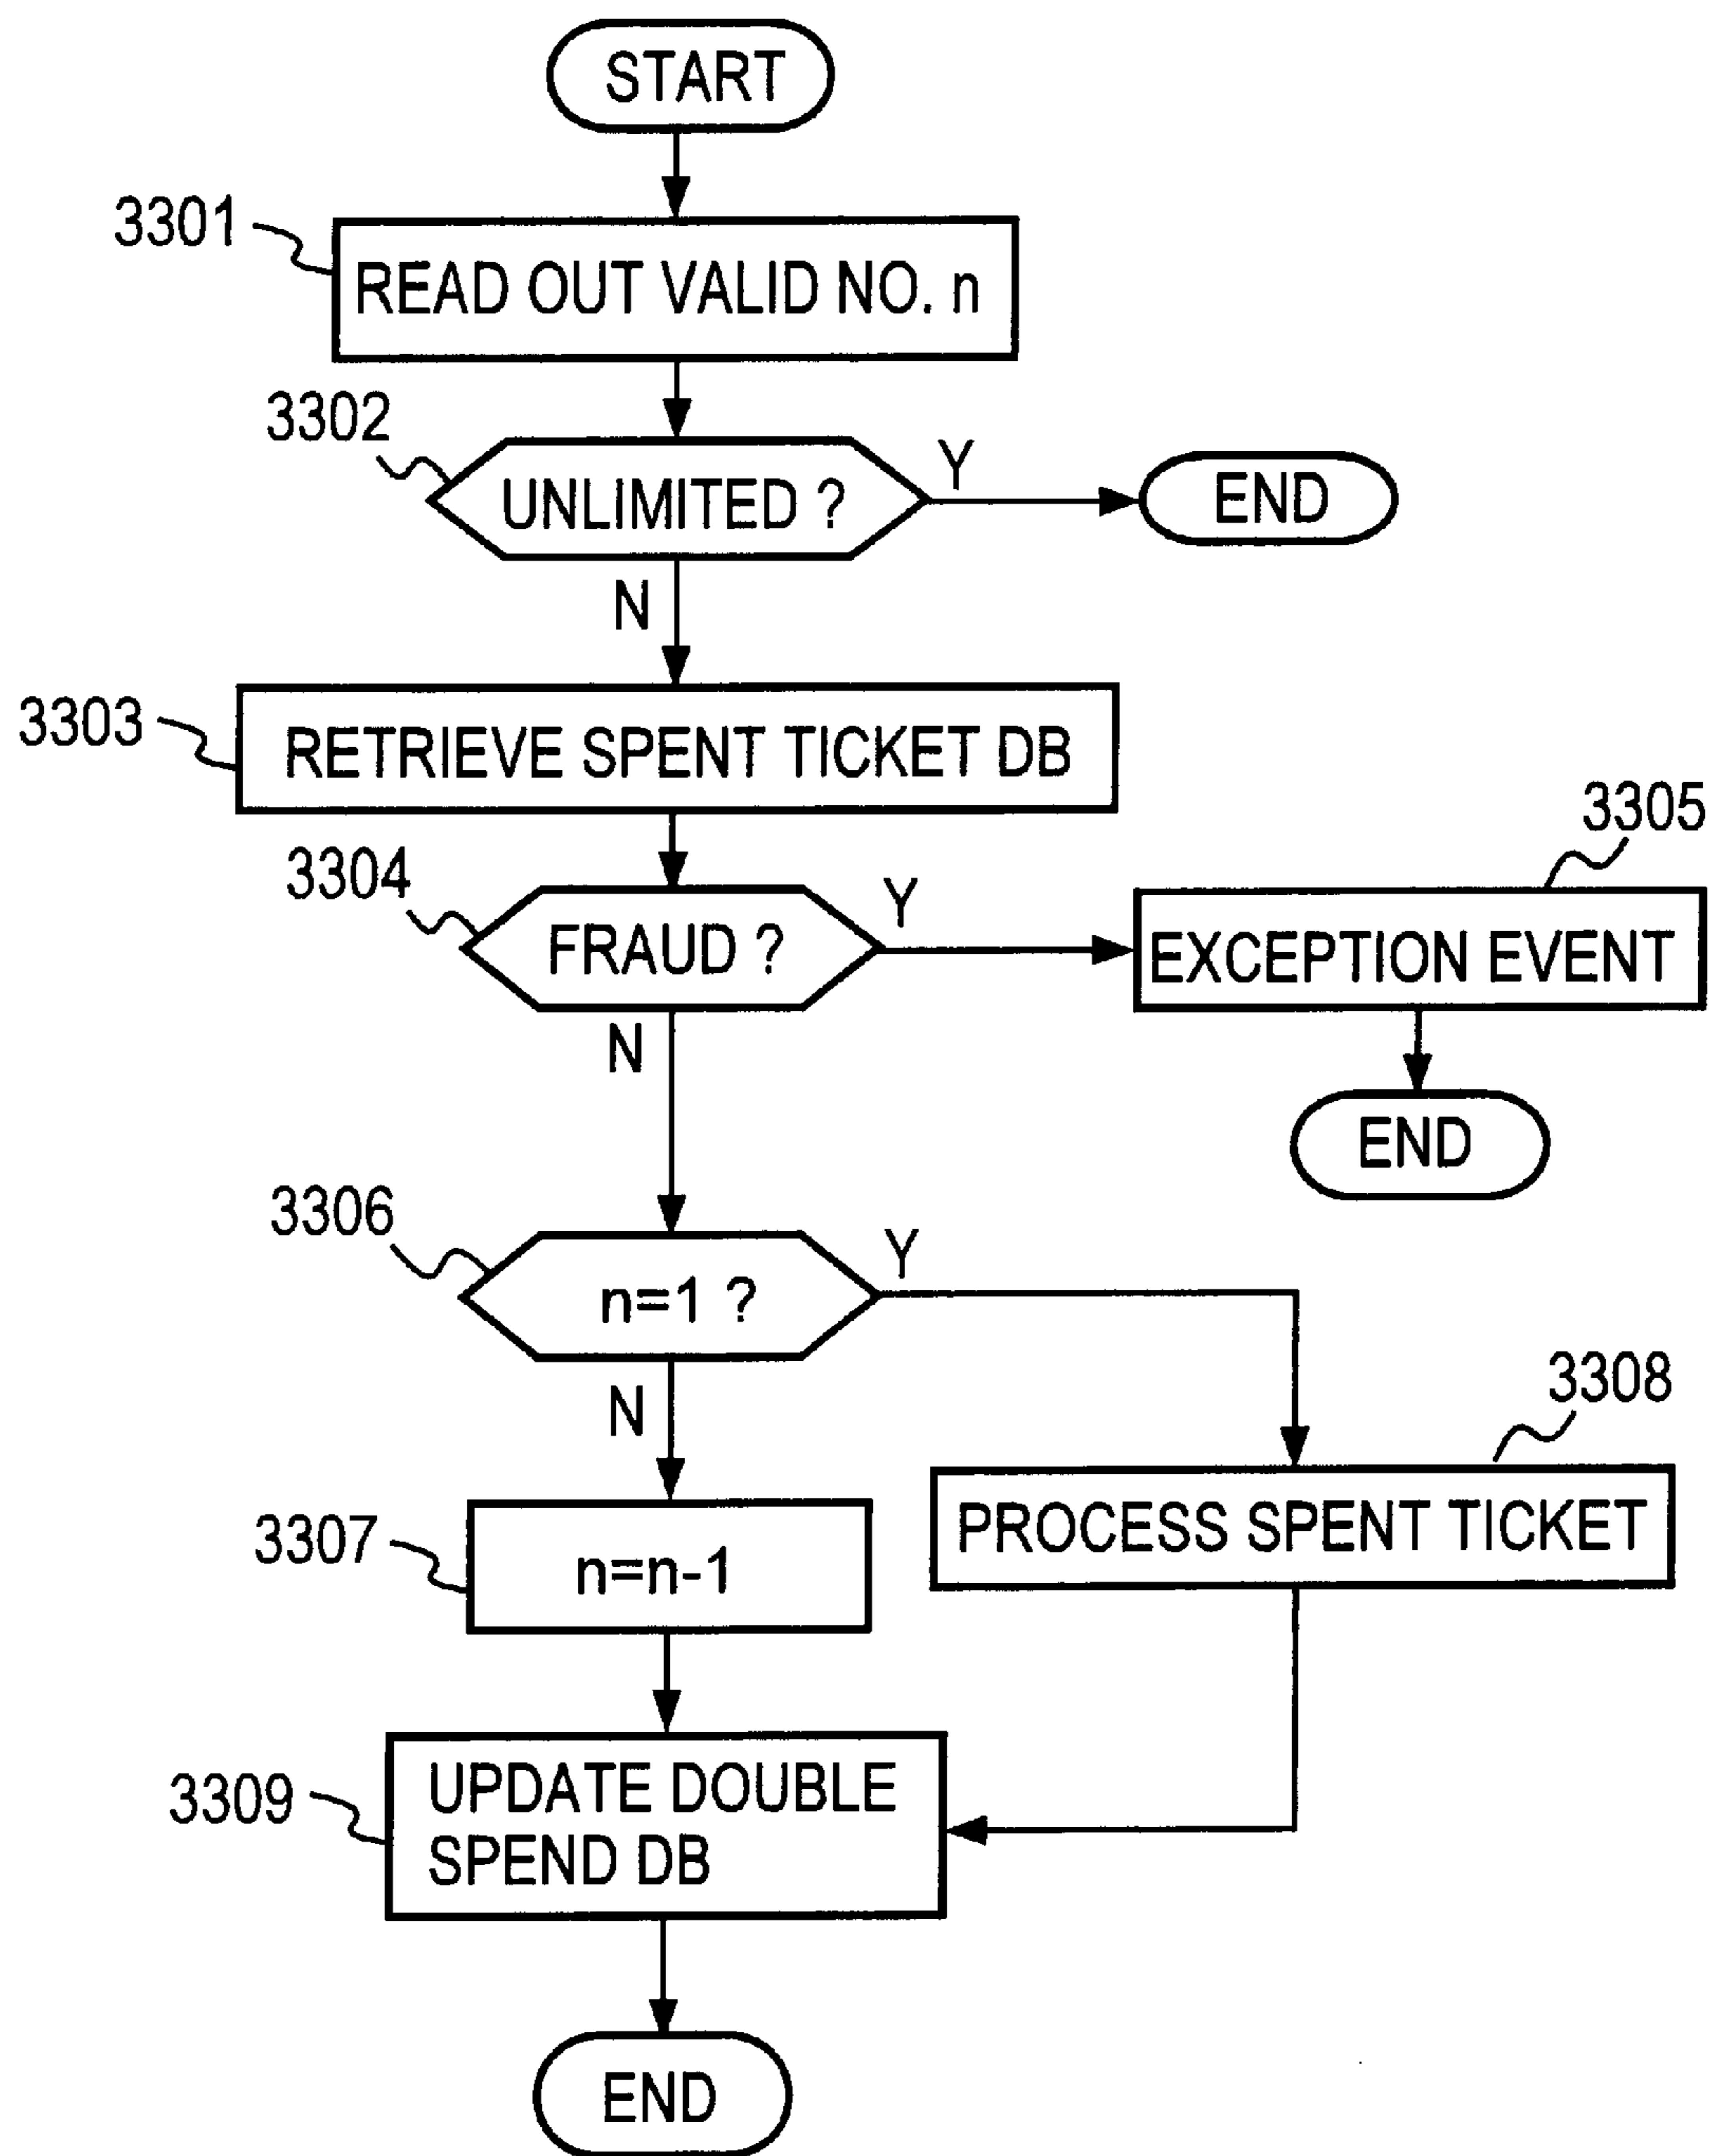 START
3301
READ OUT VALID NO. n
3302
UNLIMITED ?
Y
END
N
3303
RETRIEVE SPENT TICKET DB
3305
3304
FRAUD ?
Y
EXCEPTION EVENT
N
END
3306
n=1 ?
Y
N
3308
PROCESS SPENT TICKET
3307
n=n-1
3309
UPDATE DOUBLE
SPEND DB
END